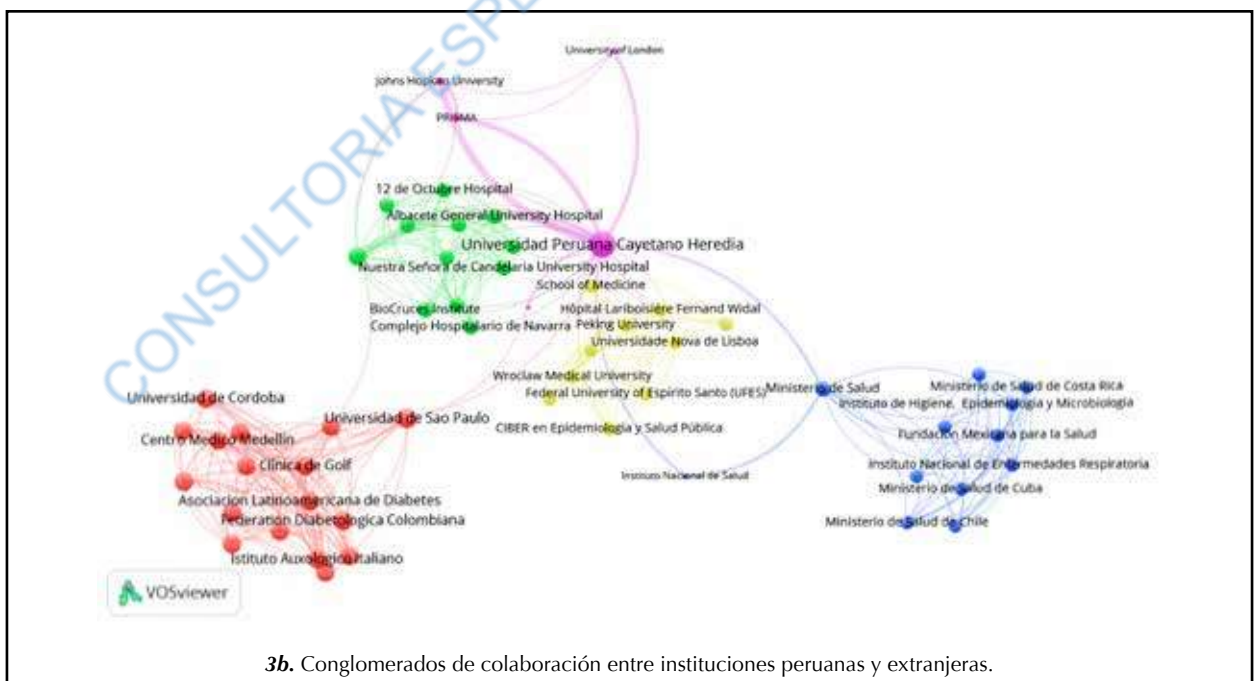 CONSULTORIA ESPE
University of London
Johns Hopkins University
PRISMA
12 de Octubre Hospital
Albacete General University Hospital
Universidad Peruana Cayetano Heredia
Nuestra Señora de Candelaria University Hospital
School of Medicine
BioCruces Institute
Hôpital Lariboisière Fernand Widal
Complejo Hospitalario de Navarra
Peking University
Universidade Nova de Lisboa
Wroclaw Medical University
Ministerio de Salud
Ministerio de Salud de Costa Rica
Federal University of Espirito Santo (UFES)
Universidad de Cordoba
Instituto de Higiene, Epidemiologia y Microbiologia
Universidad de Sao Paulo
CIBER en Epidemiologia y Salud Pública
Fundación Mexicana para la Salud
Centro Medico Medellin
Clinica de Golf
Instituto Nacional de Enfermedades Respiratoria
Instituto Nacional de Salud
Ministerio de Salud de Cuba
Asociacion Latinoamericana de Diabetes
Federation Diabetologica Colombiana
Ministerio de Salud de Chile
Istituto Auxologico Italiano
VOSviewer
3b. Conglomerados de colaboración entre instituciones peruanas y extranjeras.